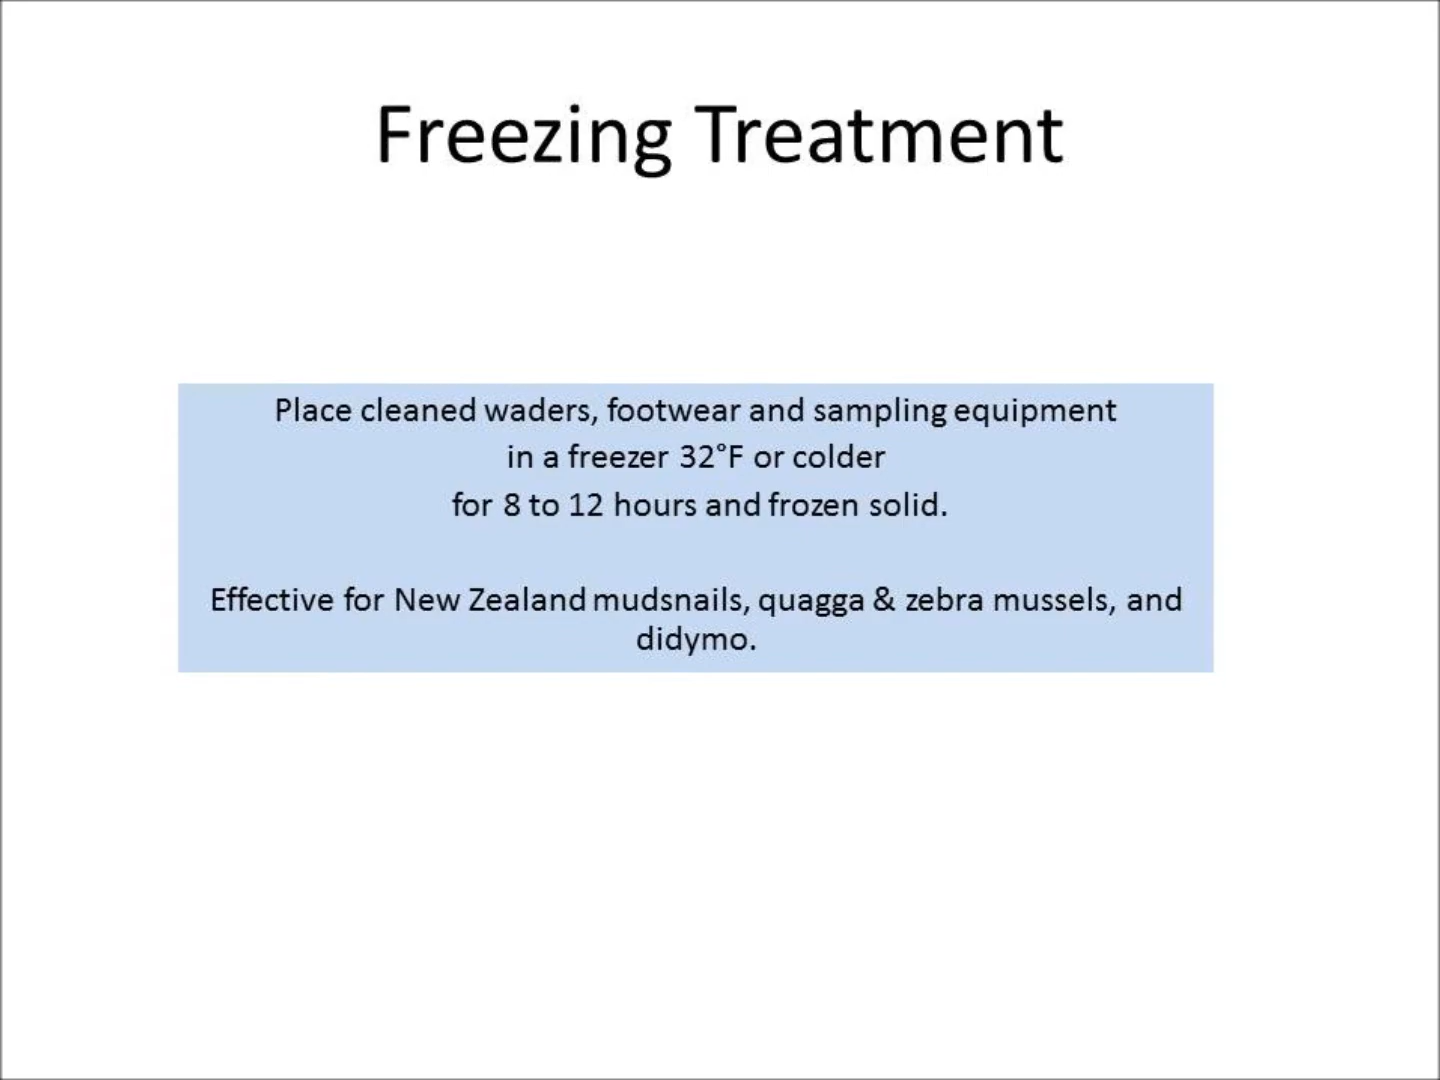 Freezing Treatment
Place cleaned waders, footwear and sampling equipment
in a freezer 32°F or colder
for 8 to 12 hours and frozen solid.
Effective for New Zealand mudsnails, quagga & zebra mussels, and
didymo.